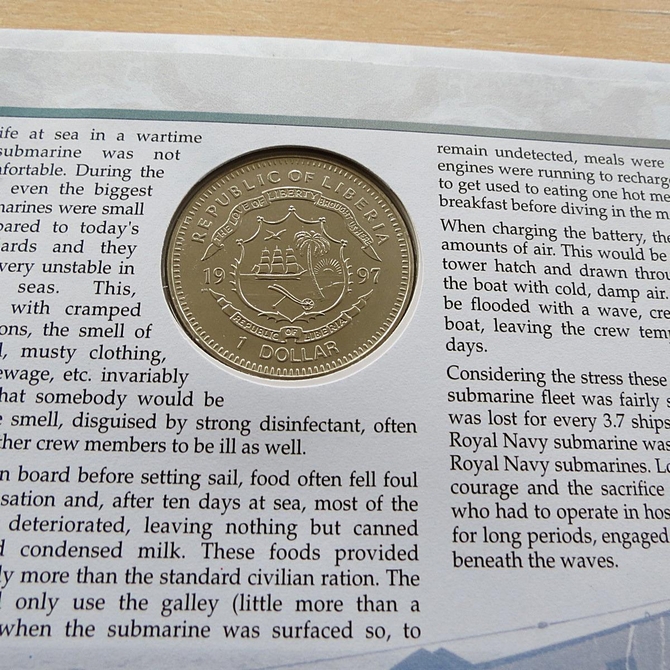 ife at sea in a wartime
submarine was not
fortable. During the
even the biggest
marines were small
pared to today's
ards and they
very unstable in
seas. This,
with cramped
ons, the smell of
l, musty clothing,
ewage, etc. invariably
hat somebody would be
e smell, disguised by strong disinfectant, often
ther crew members to be ill as well.
n board before setting sail, food often fell foul
sation and, after ten days at sea, most of the
deteriorated, leaving nothing but canned
d condensed milk. These foods provided
ly more than the standard civilian ration. The
l only use the galley (little more than a
when the submarine was surfaced so, to
REPUBLIC OF LIBERIA
THE LOVE OF LIBERTY BROUGHT US HERE
19 97
REPUBLIC OF LIBERIA
1 DOLLAR
remain undetected, meals were
engines were running to recharge
to get used to eating one hot me
breakfast before diving in the m
When charging the battery, the
amounts of air. This would be
tower hatch and drawn throu
the boat with cold, damp air.
be flooded with a wave, cre
boat, leaving the crew temp
days.
Considering the stress these
submarine fleet was fairly s
was lost for every 3.7 ships
Royal Navy submarine was
Royal Navy submarines. Lo
courage and the sacrifice
who had to operate in hos
for long periods, engaged
beneath the waves.